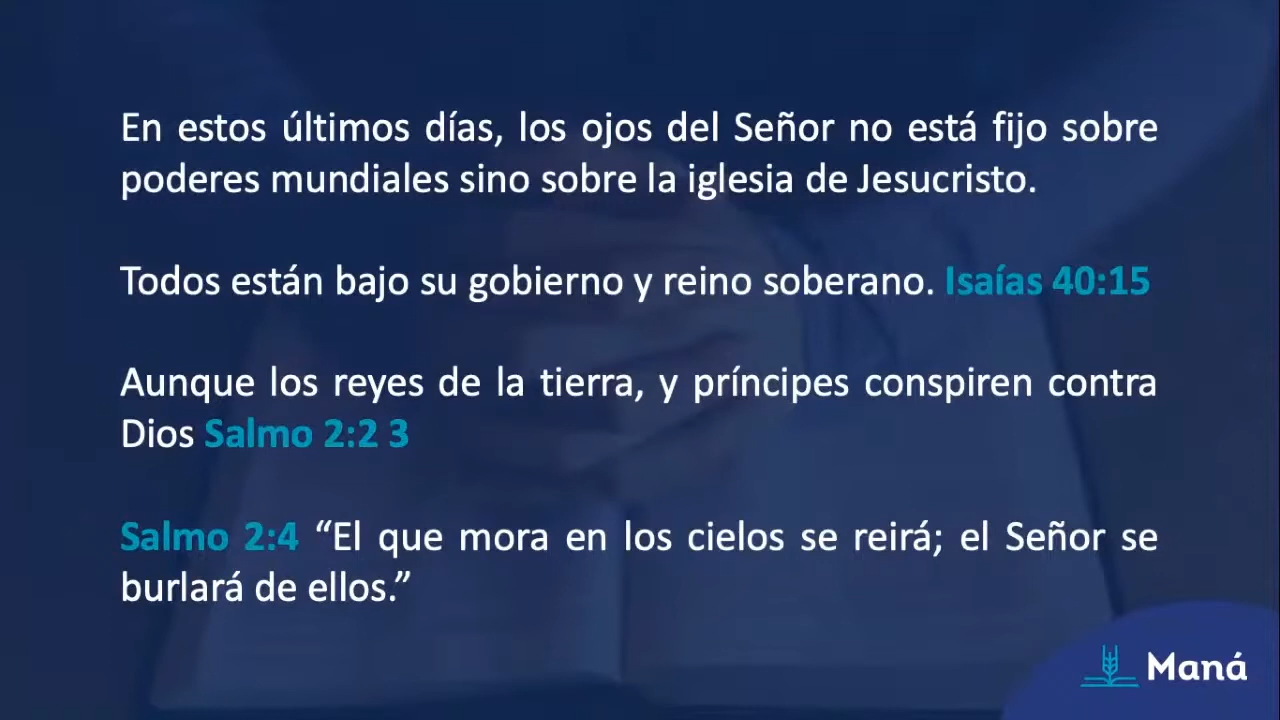 En estos últimos días, los ojos del Señor no está fijo sobre
poderes mundiales sino sobre la iglesia de Jesucristo.
Todos están bajo su gobierno y reino soberano. Isaías 40:15
Aunque los reyes de la tierra, y príncipes conspiren contra
Dios Salmo 2:2 3
Salmo 2:4 “El que mora en los cielos se reirá; el Señor se
burlará de ellos.”
Maná